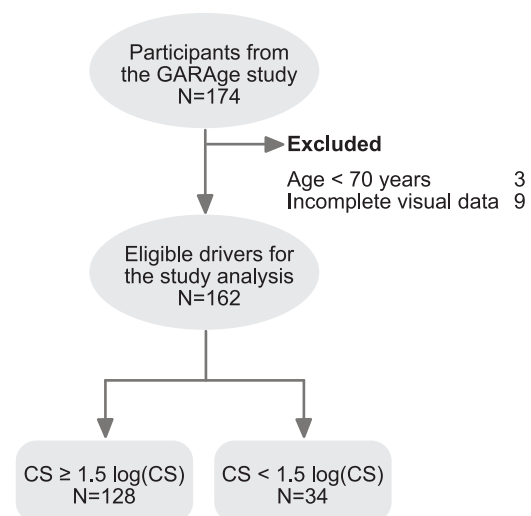 Participants from
the GARAge study
N=174
Excluded
Age < 70 years 3
Incomplete visual data 9
Eligible drivers for
the study analysis
N=162
CS ≥ 1.5 log(CS)
N=128
CS < 1.5 log(CS)
N=34